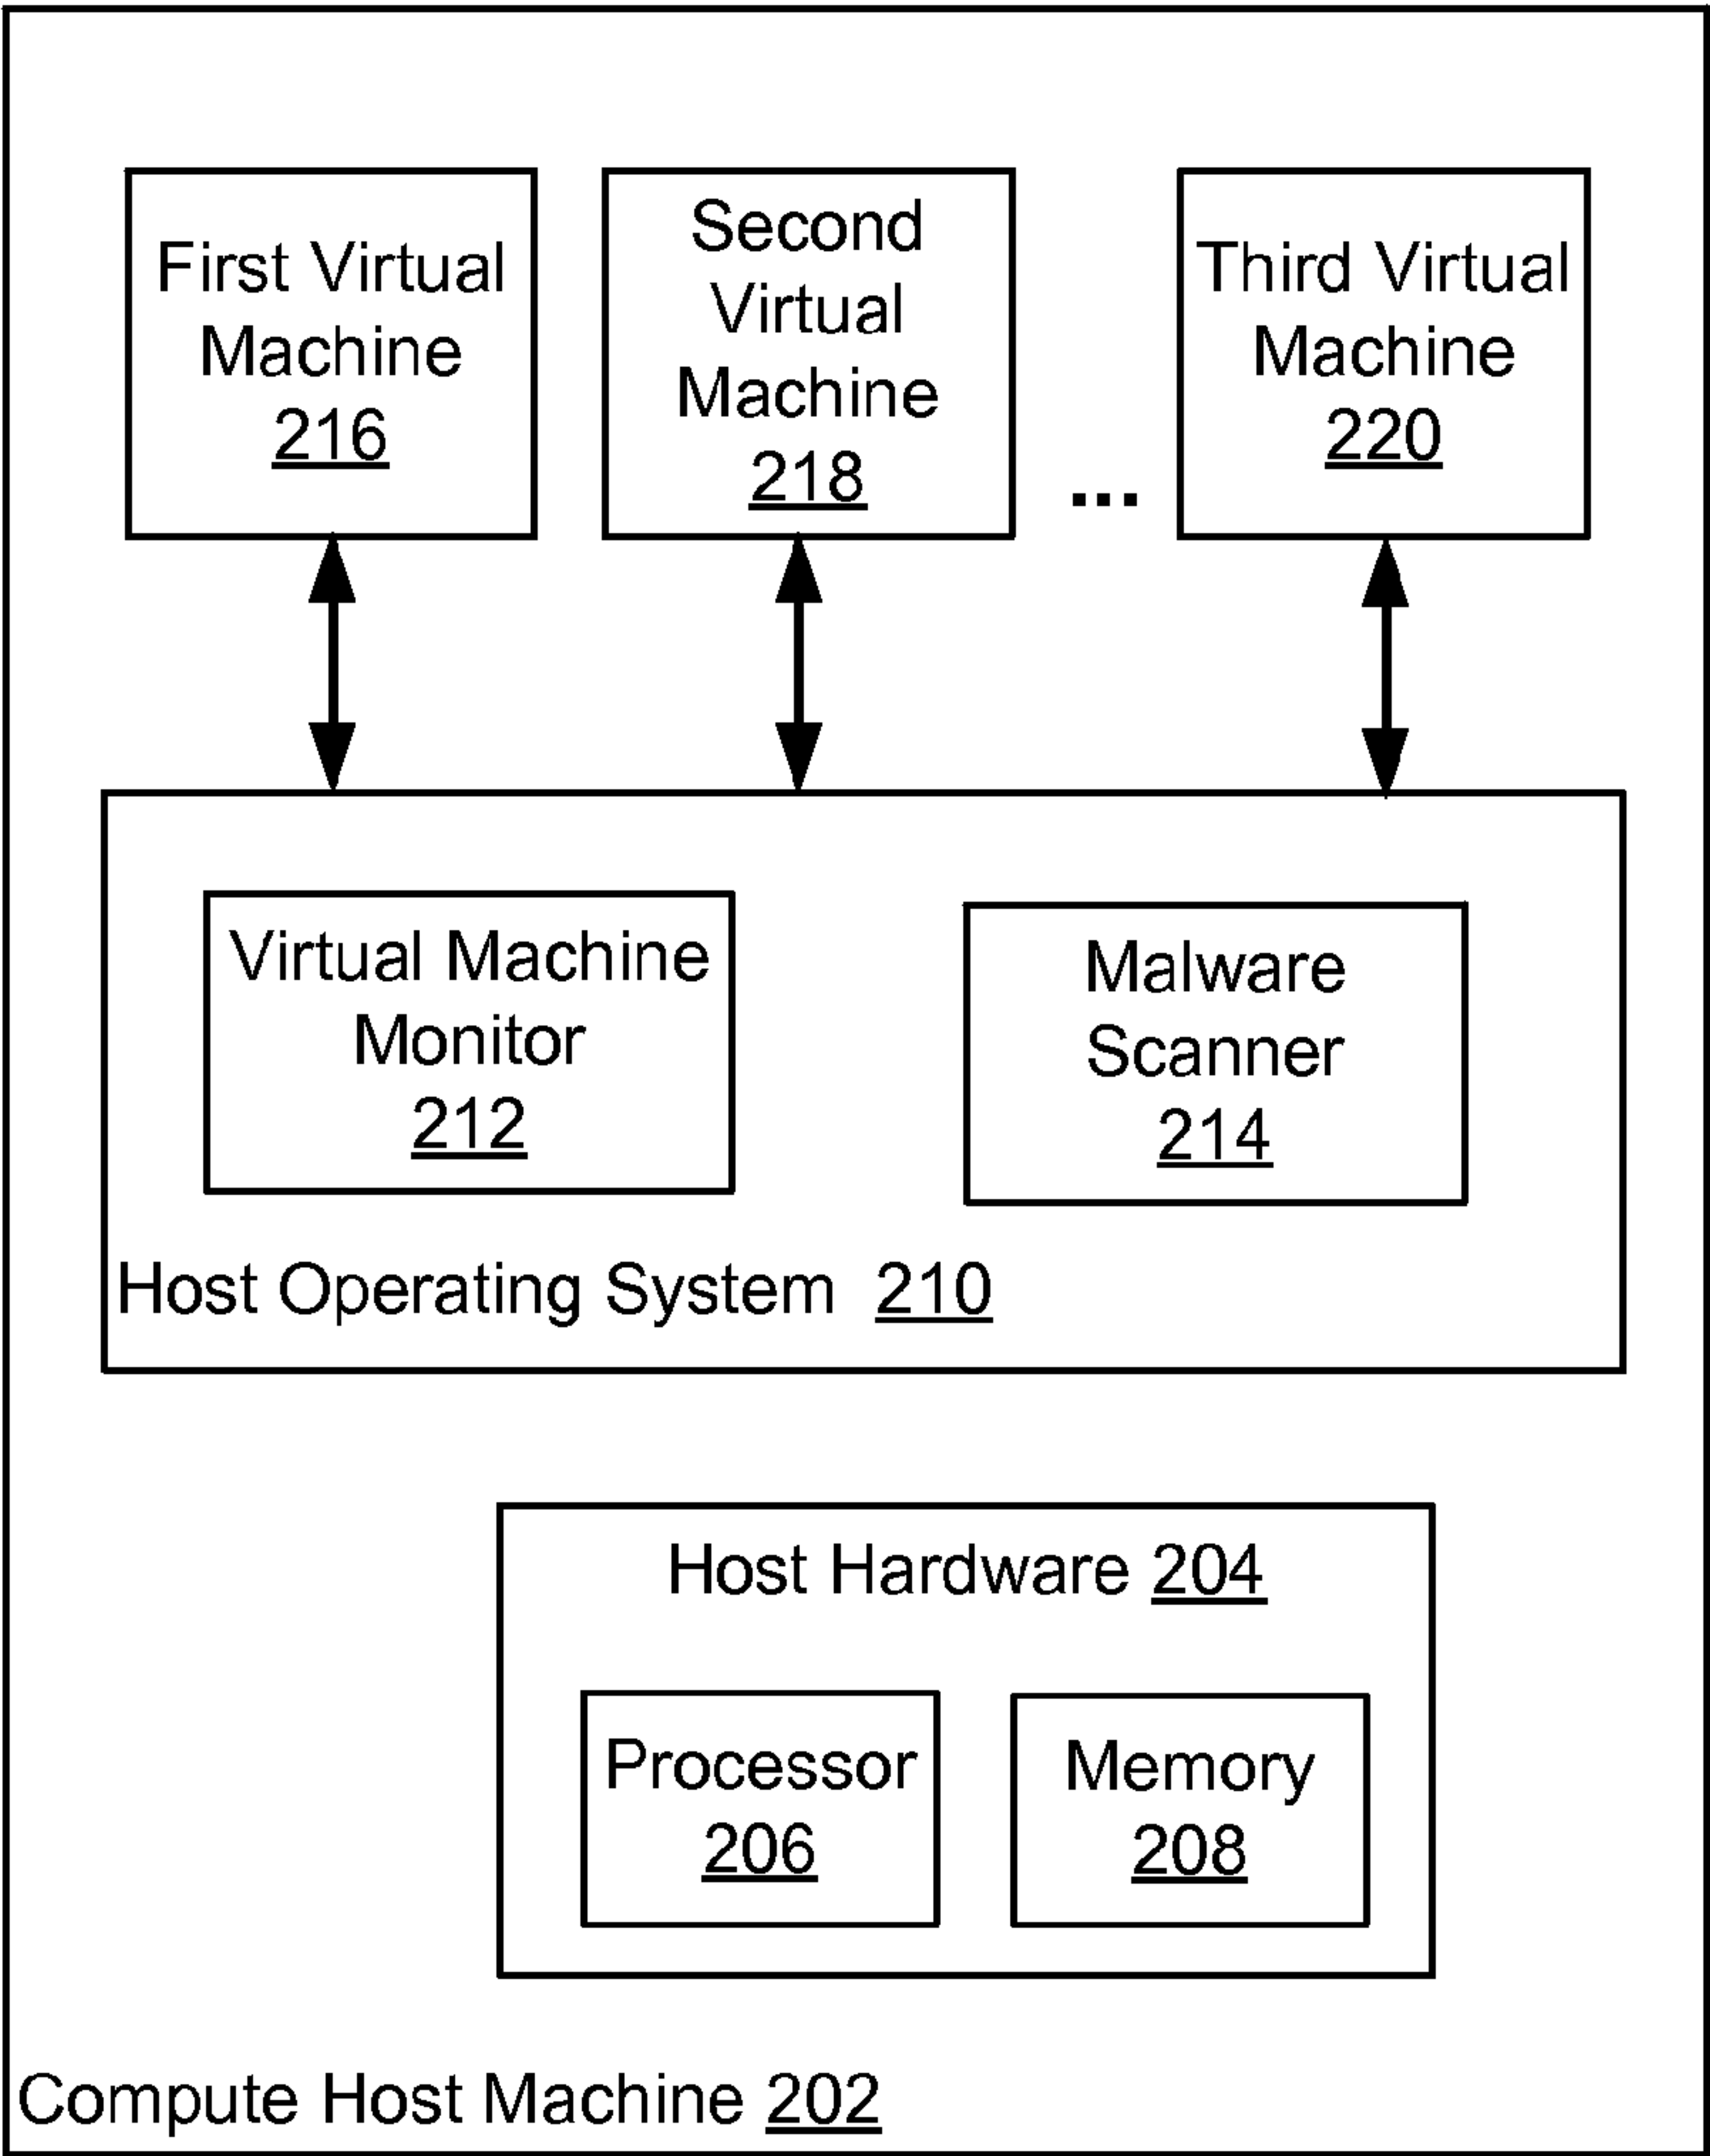 First Virtual
Machine
216
Second
Virtual
Machine
218
...
Third Virtual
Machine
220
Virtual Machine
Monitor
212
Malware
Scanner
214
Host Operating System 210
Host Hardware 204
Processor
206
Memory
208
Compute Host Machine 202